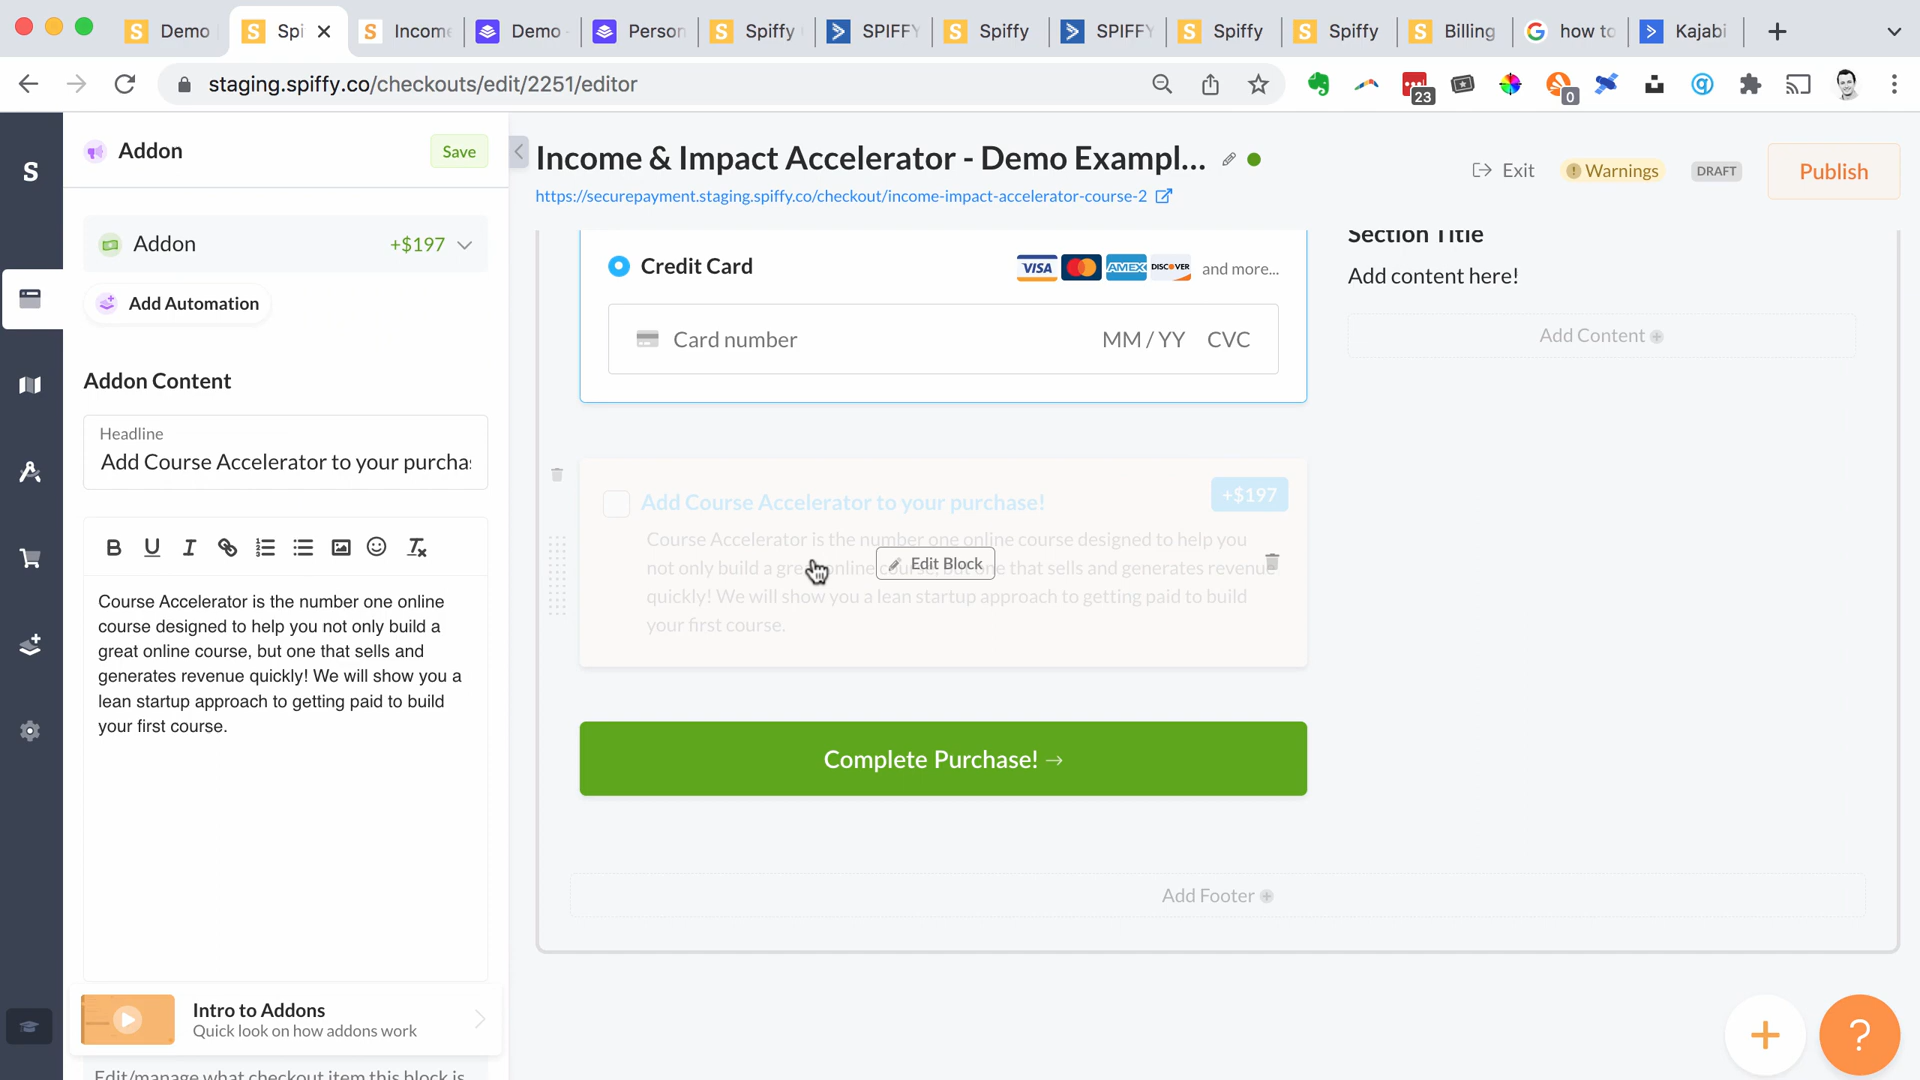 Demo
Spi
Income
Demo
Person
Spiffy
SPIFFY
Spiffy
SPIFFY
Spiffy
Spiffy
Billing
how to
Kajabi
staging.spiffy.co/checkouts/edit/2251/editor
23
0
S
Addon
Save
Addon
+$197
Add Automation
Addon Content
Headline
Add Course Accelerator to your purcha
Course Accelerator is the number one online
course designed to help you not only build a
great online course, but one that sells and
generates revenue quickly! We will show you a
lean startup approach to getting paid to build
your first course.
Intro to Addons
Quick look on how addons work
Edit/manage what checkout item this block is
Income & Impact Accelerator - Demo Exampl...
https://securepayment.staging.spiffy.co/checkout/income-impact-accelerator-course-2
Exit
Warnings
DRAFT
Publish
Credit Card
VISA
AMEX
DISCOVER
and more...
Card number
MM / YY
CVC
Add Course Accelerator to your purchase!
+$197
Course Accelerator is the number one online course designed to help you
not only build a great online course, but one that sells and generates revenue
quickly! We will show you a lean startup approach to getting paid to build
your first course.
Edit Block
Complete Purchase! →
Add Footer
Section Title
Add content here!
Add Content
?